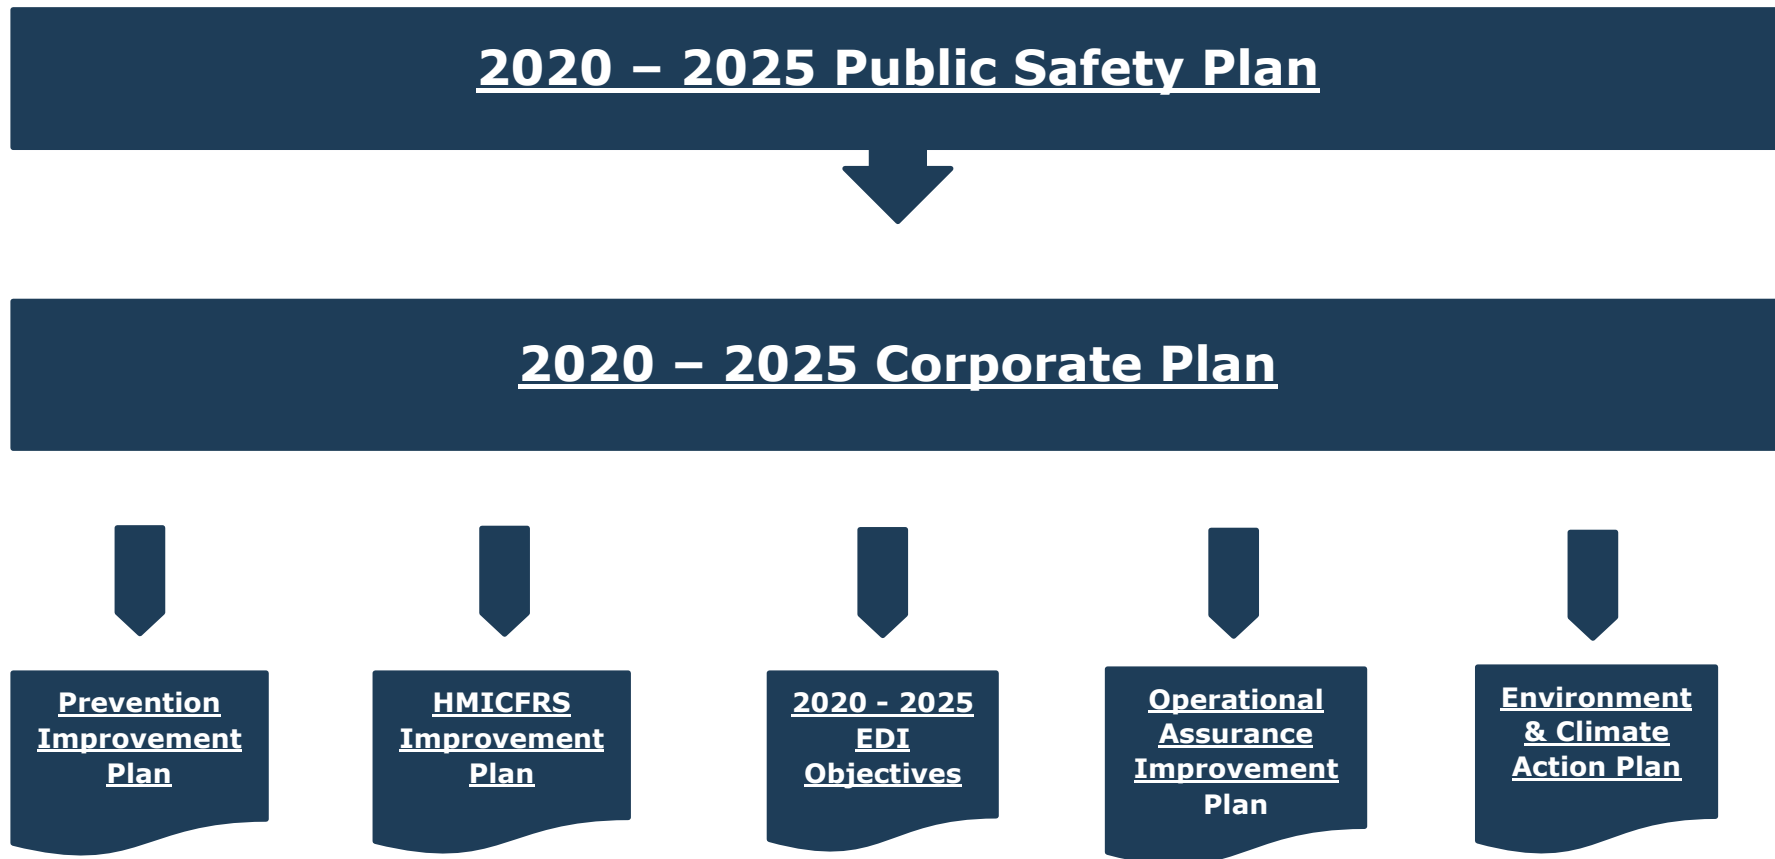 2020 – 2025 Public Safety Plan
2020 – 2025 Corporate Plan
Prevention
Improvement
Plan
HMICFRS
Improvement
Plan
2020 – 2025
EDI
Objectives
Operational
Assurance
Improvement
Plan
Environment
& Climate
Action Plan